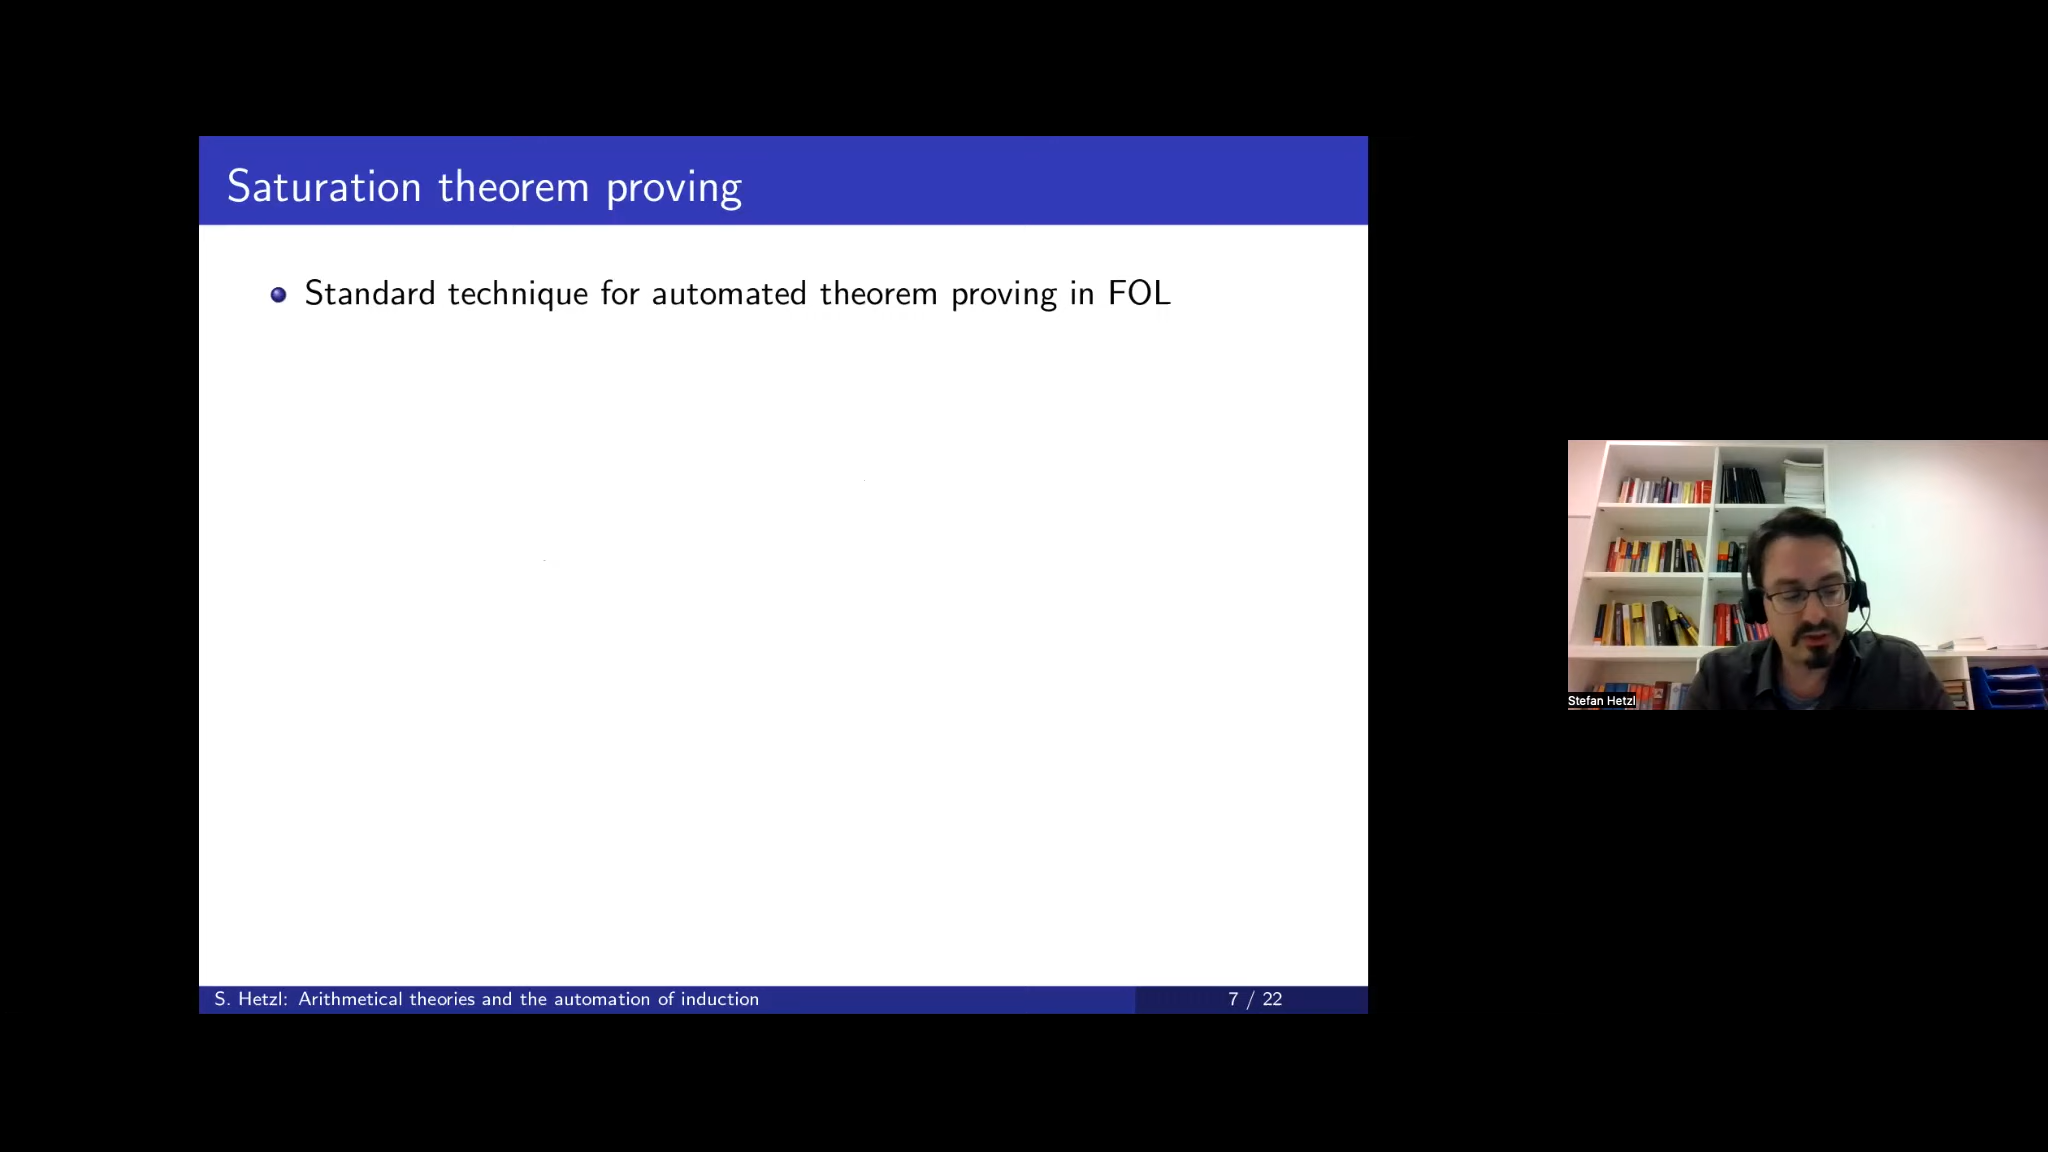 Saturation theorem proving
Standard technique for automated theorem proving in FOL
S. Hetzl: Arithmetical theories and the automation of induction
7 / 22
Stefan Hetzl